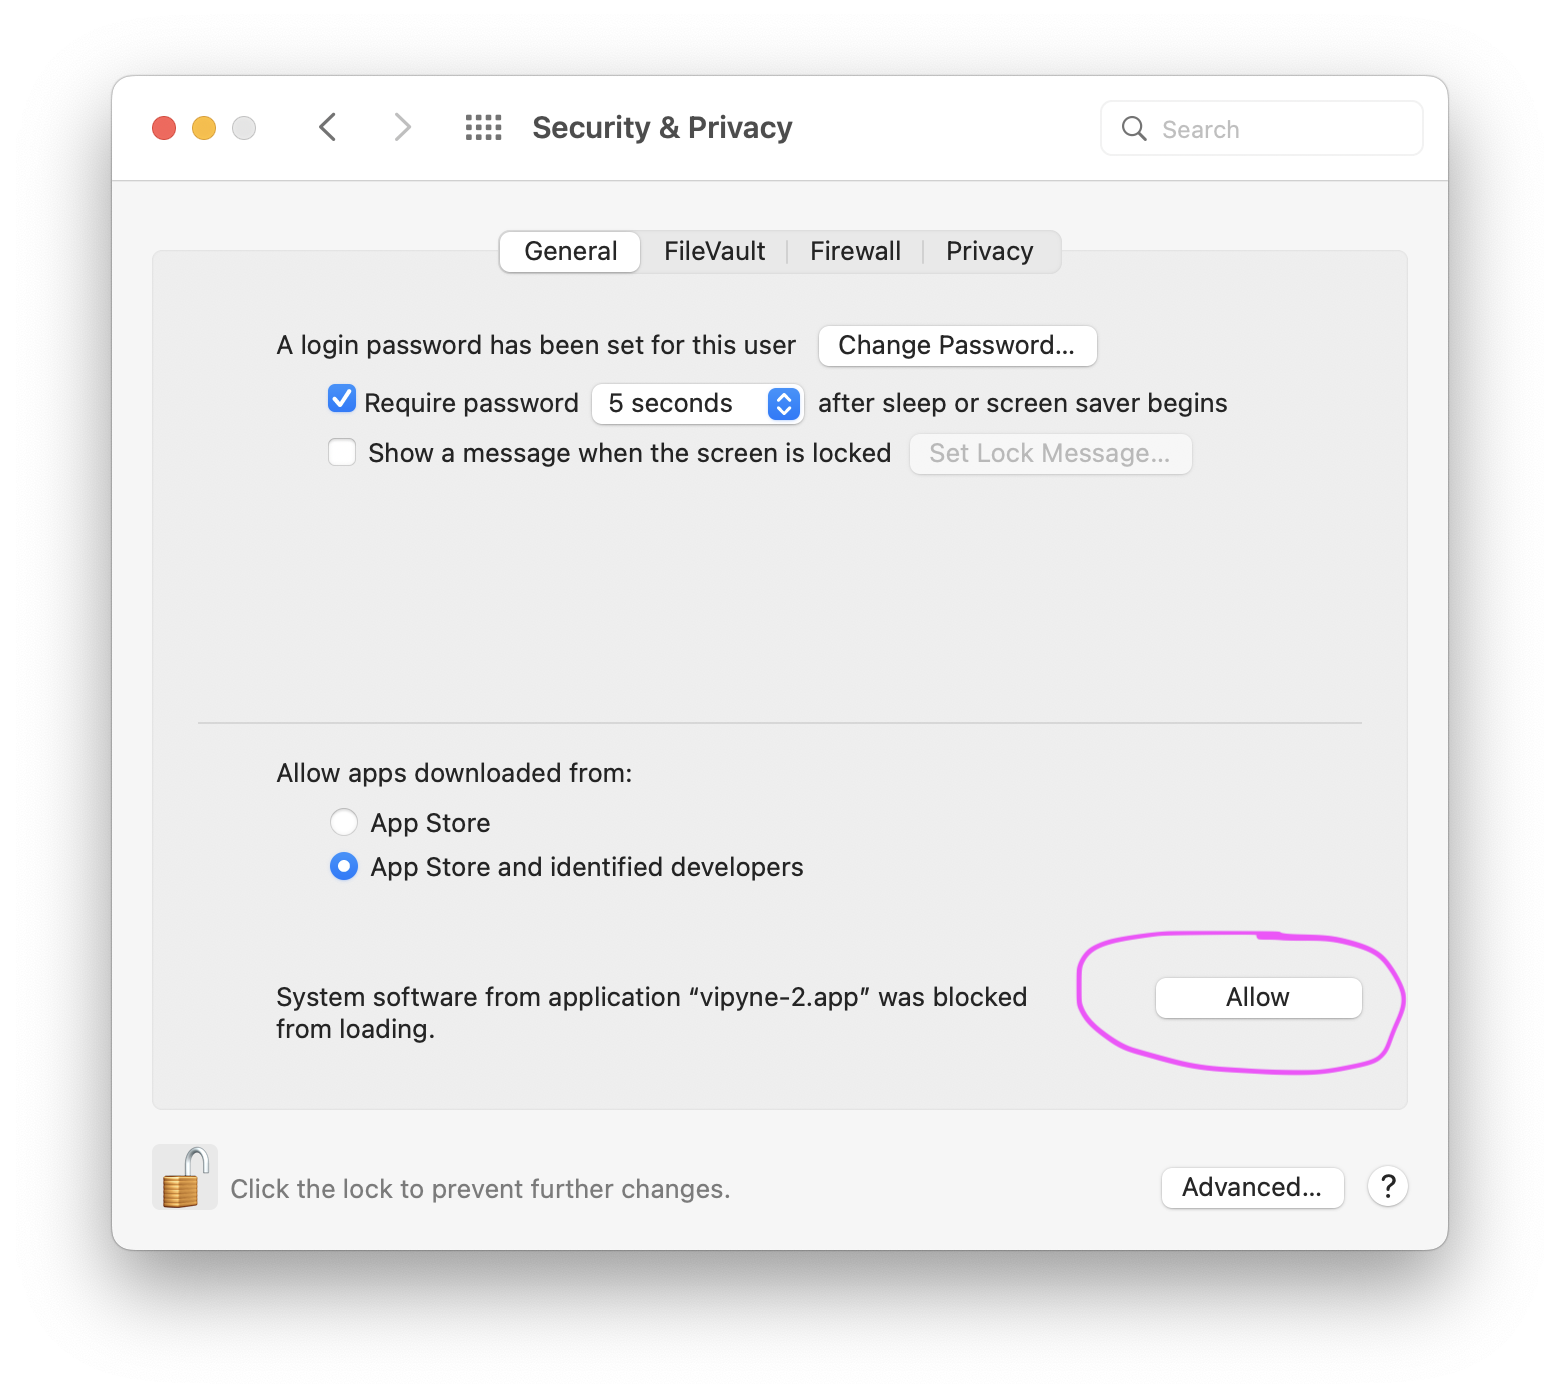 Security & Privacy
Search
General
FileVault
Firewall
Privacy
A login password has been set for this user
Change Password...
Require password
5 seconds
after sleep or screen saver begins
Show a message when the screen is locked
Set Lock Message...
Allow apps downloaded from:
App Store
App Store and identified developers
System software from application “vipyne-2.app” was blocked
from loading.
Allow
Click the lock to prevent further changes.
Advanced...
?